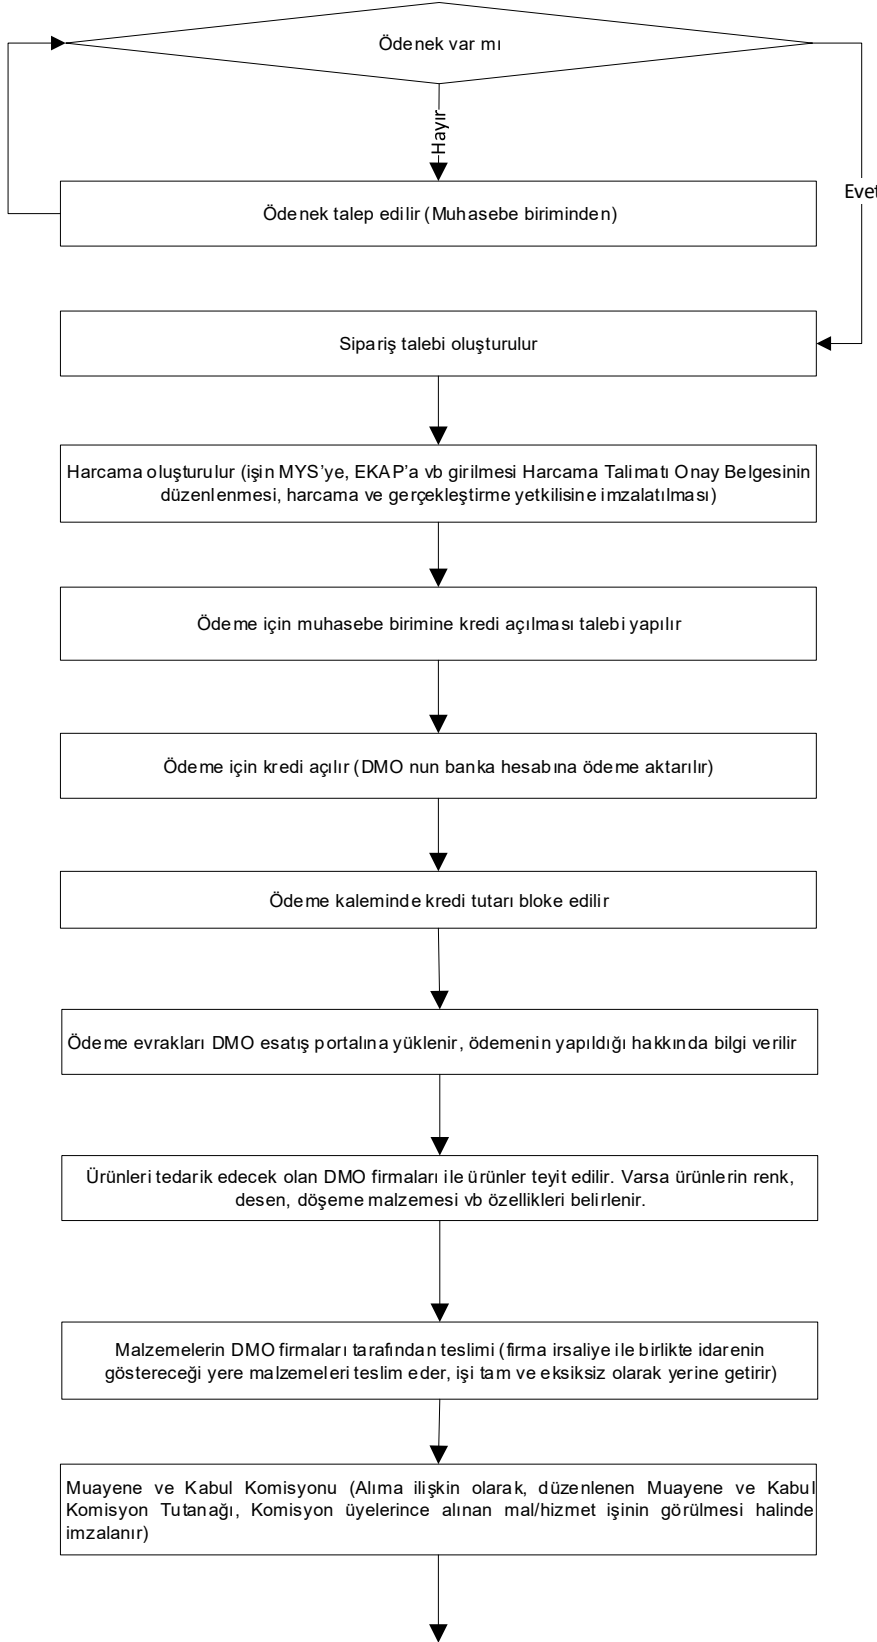 Ödenek var mı
Hayır
Ödenek talep edilir (Muhasebe biriminden)
Evet
Sipariş talebi oluşturulur
Harcama oluşturulur (işin MYS’ye, EKAP’a vb girilmesi Harcama Talimatı Onay Belgesinin
düzenlenmesi, harcama ve gerçekleştirme yetkilisine imzalatılması)
Ödeme için muhasebe birimine kredi açılması talebi yapılır
Ödeme için kredi açılır (DMO nun banka hesabına ödeme aktarılır)
Ödeme kaleminde kredi tutarı bloke edilir
Ödeme evrakları DMO esatış portalına yüklenir, ödemenin yapıldığı hakkında bilgi verilir
Ürünleri tedarik edecek olan DMO firmaları ile ürünler teyit edilir. Varsa ürünlerin renk,
desen, döşeme malzemesi vb özellikleri belirlenir.
Malzemelerin DMO firmaları tarafından teslimi (firma irsaliye ile birlikte idarenin
göstereceği yere malzemeleri teslim eder, işi tam ve eksiksiz olarak yerine getirir)
Muayene ve Kabul Komisyonu (Alıma ilişkin olarak, düzenlenen Muayene ve Kabul
Komisyon Tutanağı, Komisyon üyelerince alınan mal/hizmet işinin görülmesi halinde
imzalanır)